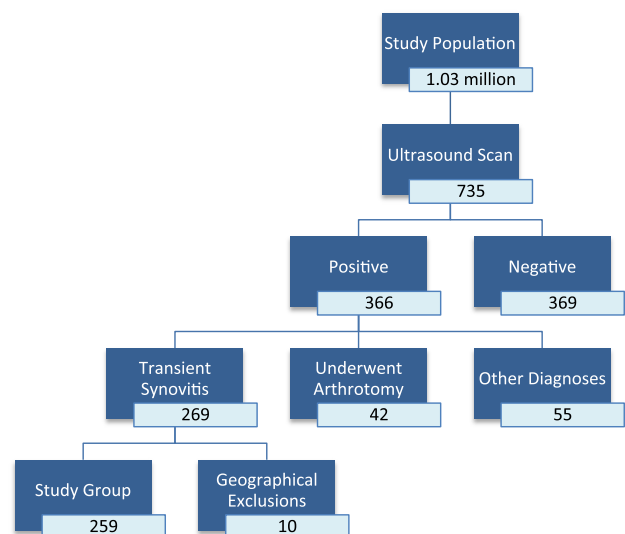 Study Population
1.03 million
Ultrasound Scan
735
Positive
366
Negative
369
Transient
Synovitis
269
Underwent
Arthrotomy
42
Other Diagnoses
55
Study Group
259
Geographical
Exclusions
10